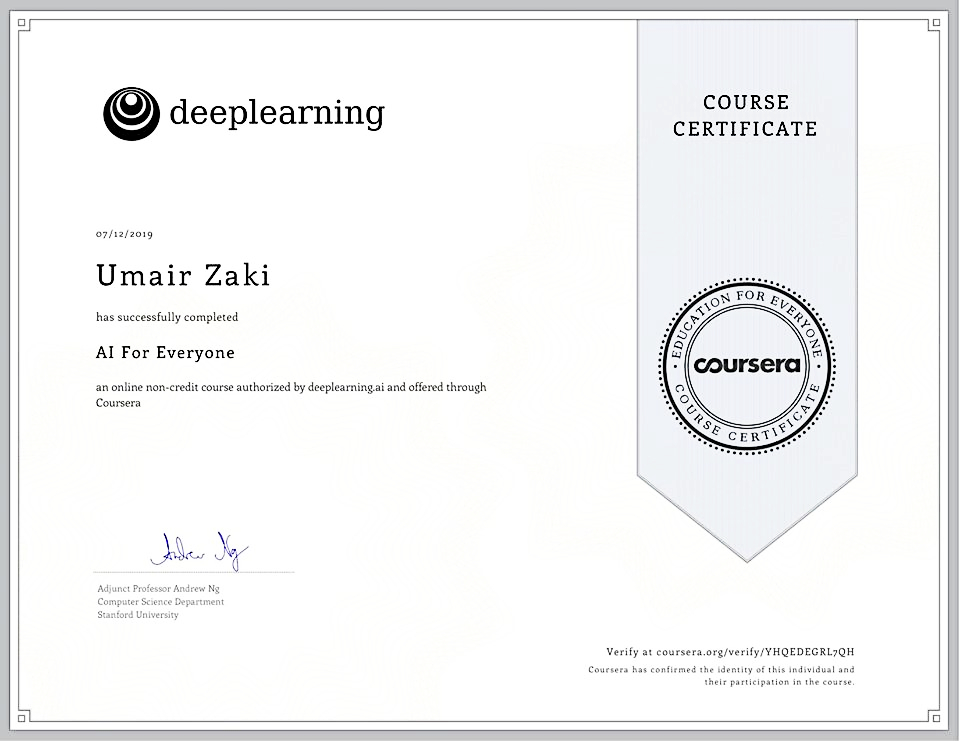 deeplearning
COURSE
CERTIFICATE
07/12/2019
Umair Zaki
has successfully completed
AI For Everyone
an online non-credit course authorized by deeplearning.ai and offered through
Coursera
EDUCATION FOR EVERYONE
coursera
COURSE CERTIFICATE
Andrew Ng
Adjunct Professor Andrew Ng
Computer Science Department
Stanford University
Verify at coursera.org/verify/YHQEDEGRL7QH
Coursera has confirmed the identity of this individual and
their participation in the course.